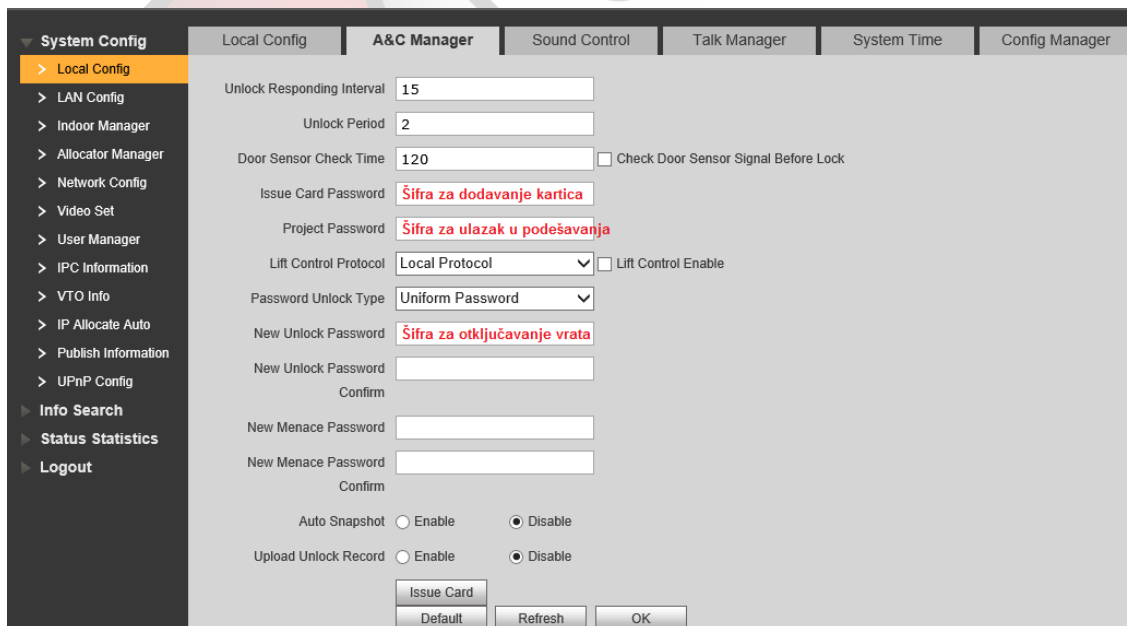 System Config
Local Config
LAN Config
Indoor Manager
Allocator Manager
Network Config
Video Set
User Manager
IPC Information
VTO Info
IP Allocate Auto
Publish Information
UPnP Config
Info Search
Status Statistics
Logout
Local Config A&C Manager Sound Control Talk Manager System Time Config Manager
Unlock Responding Interval 15
Unlock Period 2
Door Sensor Check Time 120 Check Door Sensor Signal Before Lock
Issue Card Password Šifra za dodavanje kartica
Project Password Šifra za ulazak u podešavanja
Lift Control Protocol Local Protocol Lift Control Enable
Password Unlock Type Uniform Password
New Unlock Password Šifra za otključavanje vrata
New Unlock Password
Confirm
New Menace Password
New Menace Password
Confirm
Auto Snapshot Enable Disable
Upload Unlock Record Enable Disable
Issue Card
Default Refresh OK